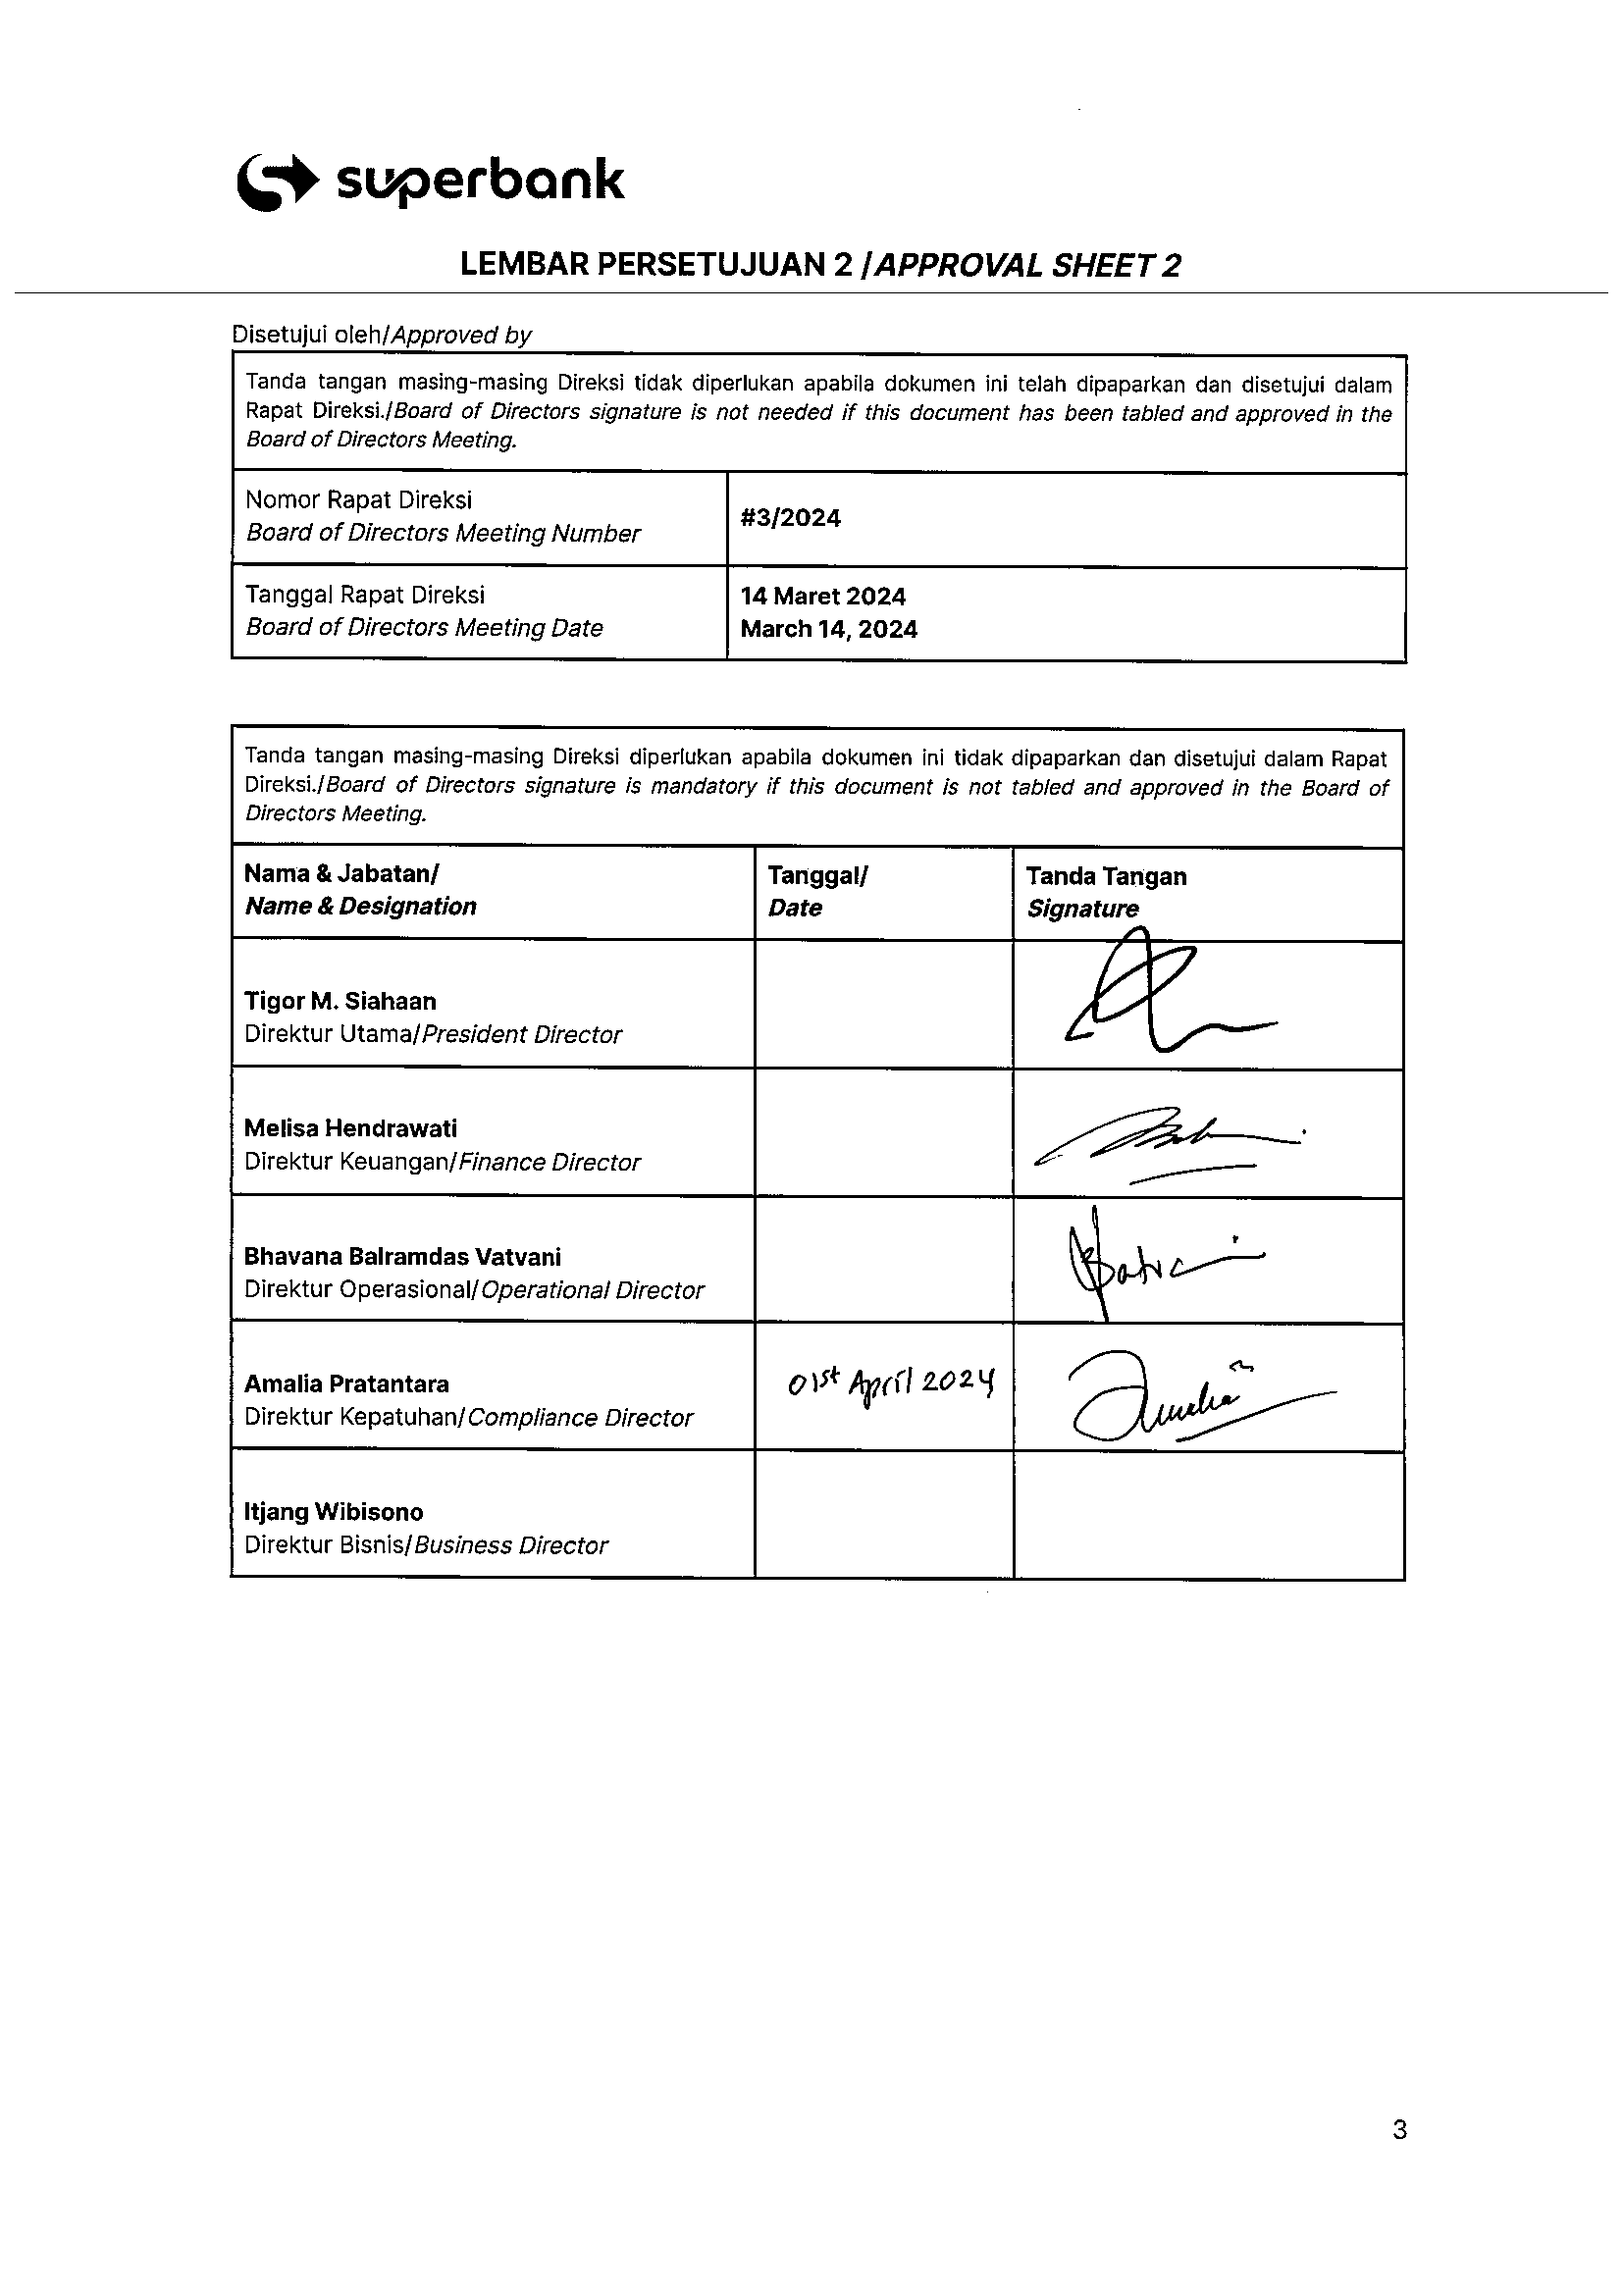 superbank
LEMBAR PERSETUJUAN 2 /APPROVAL SHEET 2
Disetujui oleh/Approved by
Tanda tangan masing-masing Direksi tidak diperlukan apabila dokumen ini telah dipaparkan dan disetujui dalam
Rapat Direksi./Board of Directors signature is not needed if this document has been tabled and approved in the
Board of Directors Meeting.
Nomor Rapat Direksi
Board of Directors Meeting Number
#3/2024
Tanggal Rapat Direksi
Board of Directors Meeting Date
14 Maret 2024
March 14, 2024
Tanda tangan masing-masing Direksi diperlukan apabila dokumen ini tidak dipaparkan dan disetujui dalam Rapat
Direksi./Board of Directors signature is mandatory if this document is not tabled and approved in the Board of
Directors Meeting.
Nama & Jabatan/
Name & Designation
Tanggal/
Date
Tanda Tangan
Signature
Tigor M. Siahaan
Direktur Utama/President Director
Melisa Hendrawati
Direktur Keuangan/Finance Director
Bhavana Balramdas Vatvani
Direktur Operasional/Operational Director
Amalia Pratantara
Direktur Kepatuhan/Compliance Director
01st April 2024
Itjang Wibisono
Direktur Bisnis/Business Director
3